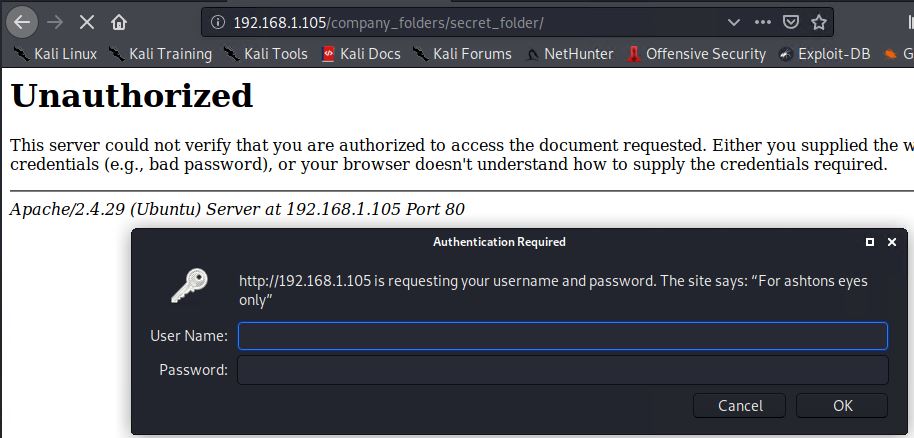 192.168.1.105/company_folders/secret_folder/
Kali Linux Kali Training Kali Tools Kali Docs Kali Forums NetHunter Offensive Security Exploit-DB G
Unauthorized
This server could not verify that you are authorized to access the document requested. Either you supplied the w
credentials (e.g., bad password), or your browser doesn't understand how to supply the credentials required.
Apache/2.4.29 (Ubuntu) Server at 192.168.1.105 Port 80
Authentication Required
http://192.168.1.105 is requesting your username and password. The site says: “For ashtons eyes
only”
User Name:
Password:
Cancel OK